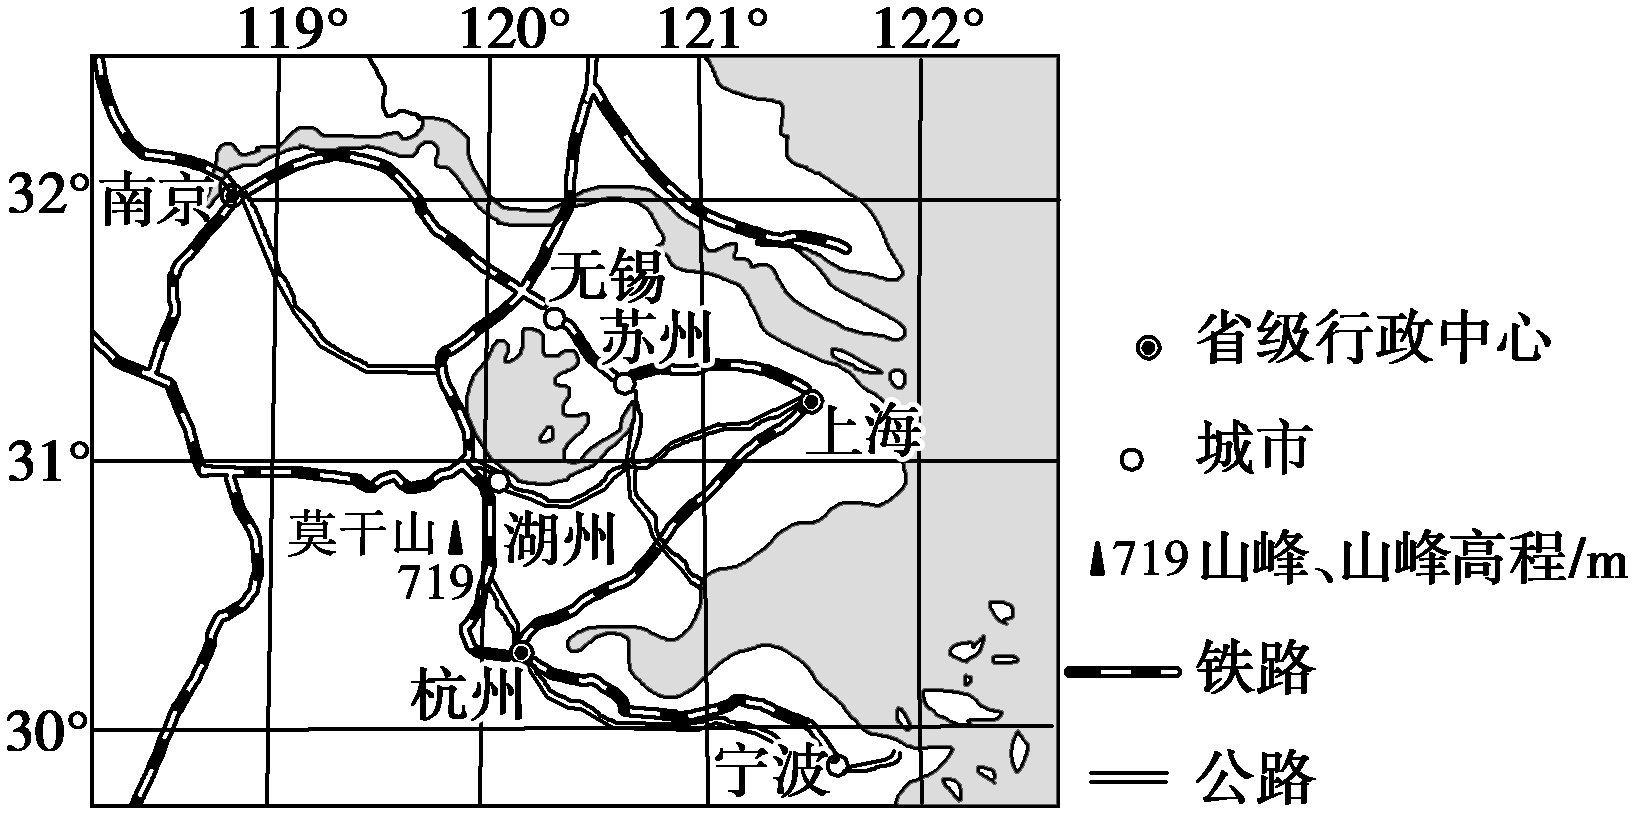 119° 120° 121° 122°
32°
南京
无锡
苏州
省级行政中心
上海
31°
城市
莫干山
719
湖州
719山峰、山峰高程/m
铁路
杭州
30°
宁波
公路